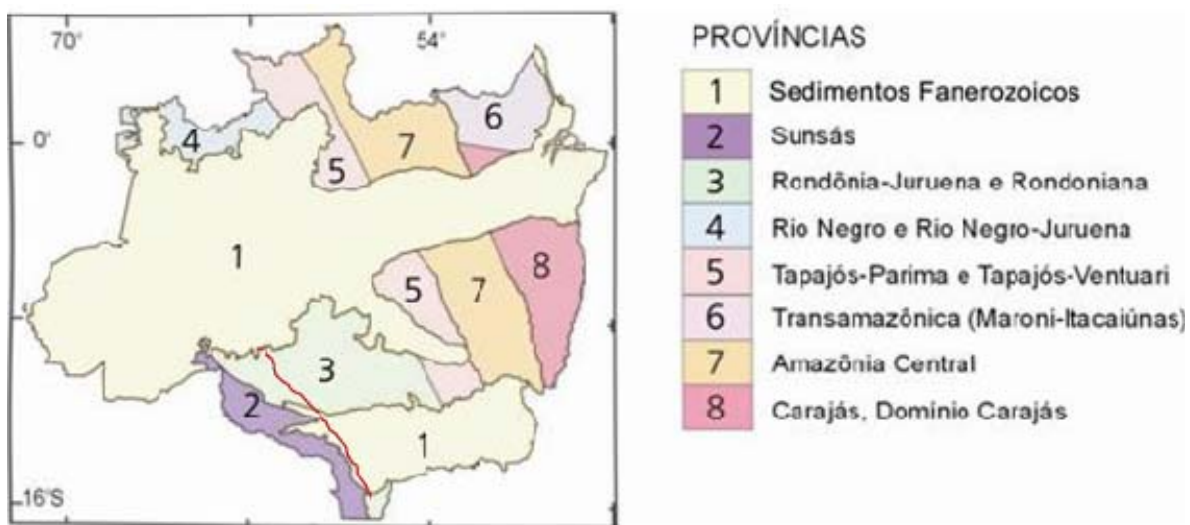 70°
54°
PROVÍNCIAS
1 Sedimentos Fanerozoicos
2 Sunsás
3 Rondônia-Juruena e Rondoniana
4 Rio Negro e Rio Negro-Juruena
5 Tapajós-Parima e Tapajós-Ventuari
6 Transamazônica (Maroni-Itacaiúnas)
7 Amazônia Central
8 Carajás, Domínio Carajás
0°
4
5
7
6
1
5
7
8
3
2
1
16°S